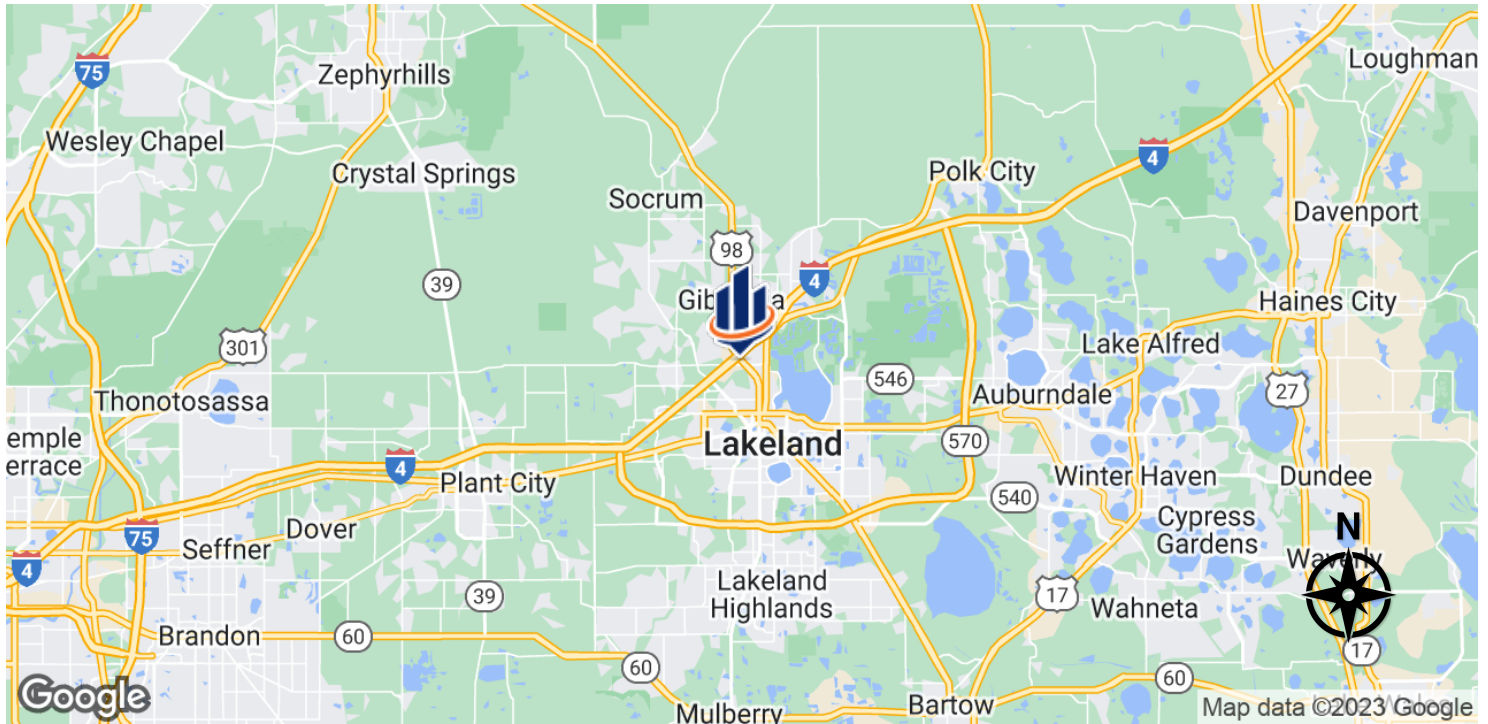 75
Zephyrhills
Loughman
Wesley Chapel
4
Crystal Springs
Polk City
Socrum
Davenport
98
4
39
Haines City
301
Lake Alfred
546
27
Thonotosassa
Auburndale
emple
errace
Lakeland
570
4
Plant City
Winter Haven
Dundee
540
Cypress
Gardens
N
Dover
75
Seffner
4
Waverly
Lakeland
Highlands
39
17
Wahneta
Brandon
60
17
60
60
Google
Mulberry
Bartow
Map data ©2023 Google